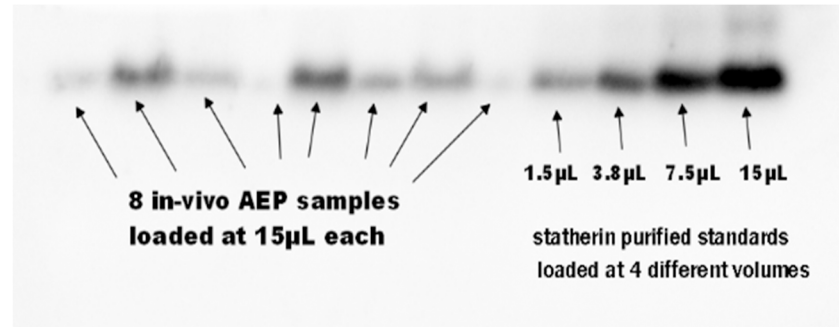 1.5µL 3.8µL 7.5µL 15µL
8 in-vivo AEP samples
loaded at 15µL each
statherin purified standards
loaded at 4 different volumes